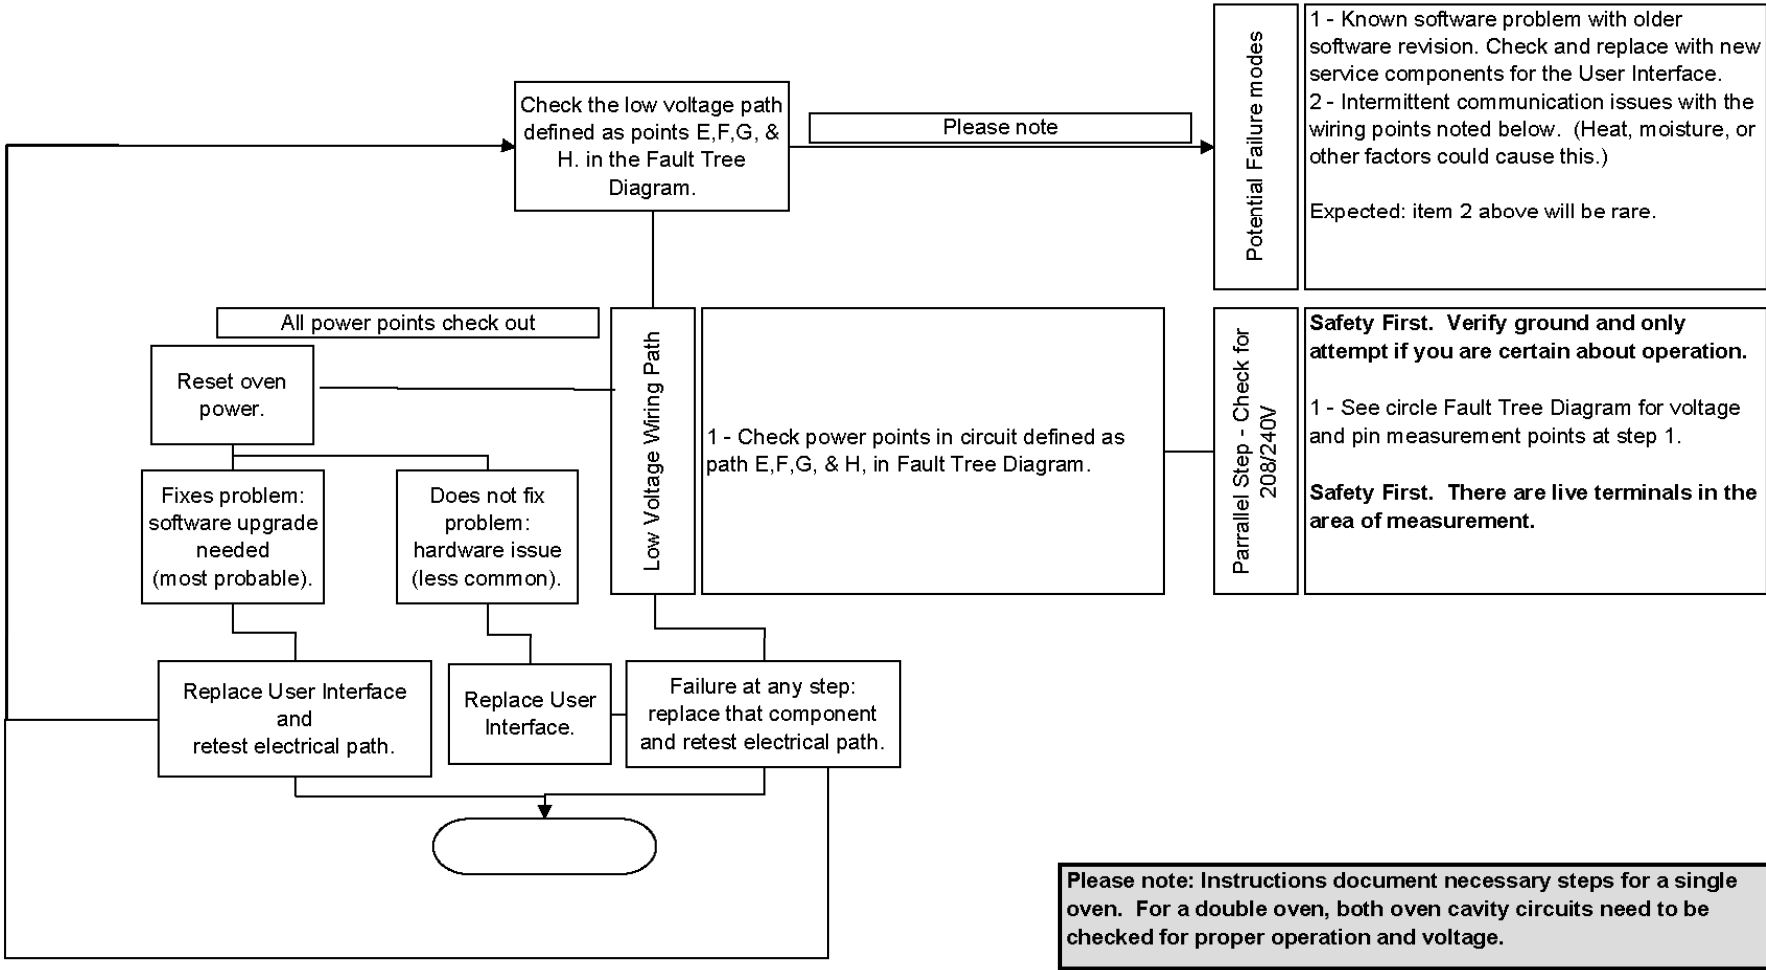 Check the low voltage path
defined as points E,F,G, &
H. in the Fault Tree
Diagram.
Please note
Potential Failure modes
1 - Known software problem with older
software revision. Check and replace with new
service components for the User Interface.
2 - Intermittent communication issues with the
wiring points noted below.  (Heat, moisture, or
other factors could cause this.)
Expected: item 2 above will be rare.
All power points check out
Reset oven
power.
Low Voltage Wiring Path
1 - Check power points in circuit defined as
path E,F,G, & H, in Fault Tree Diagram.
Parrallel Step - Check for
208/240V
Safety First.  Verify ground and only
attempt if you are certain about operation.
1 - See circle Fault Tree Diagram for voltage
and pin measurement points at step 1.
Safety First.  There are live terminals in the
area of measurement.
Fixes problem:
software upgrade
needed
(most probable).
Does not fix
problem:
hardware issue
(less common).
Replace User Interface
and
retest electrical path.
Replace User
Interface.
Failure at any step:
replace that component
and retest electrical path.
Please note: Instructions document necessary steps for a single
oven.  For a double oven, both oven cavity circuits need to be
checked for proper operation and voltage.